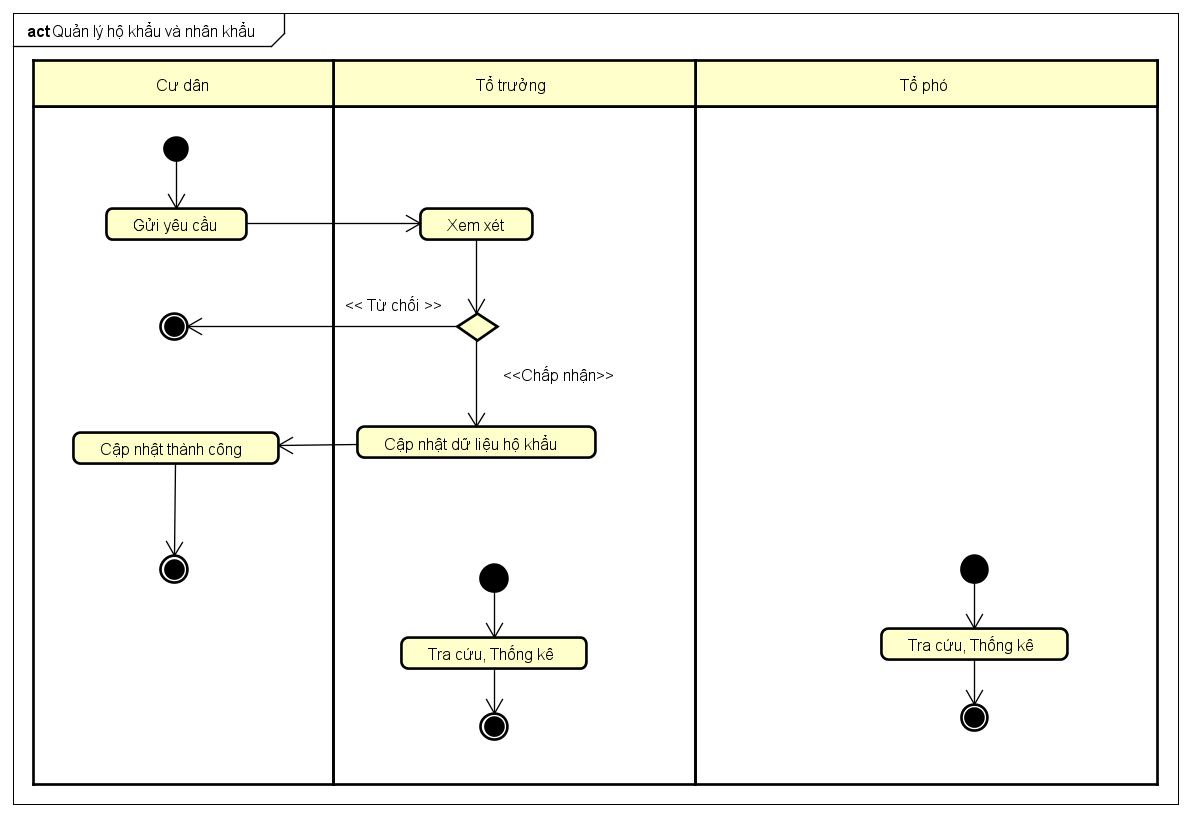 act Quản lý hộ khẩu và nhân khẩu
Cư dân
Tổ trưởng
Tổ phó
Gửi yêu cầu
Xem xét
<< Từ chối >>
<<Chấp nhận>>
Cập nhật thành công
Cập nhật dữ liệu hộ khẩu
Tra cứu, Thống kê
Tra cứu, Thống kê